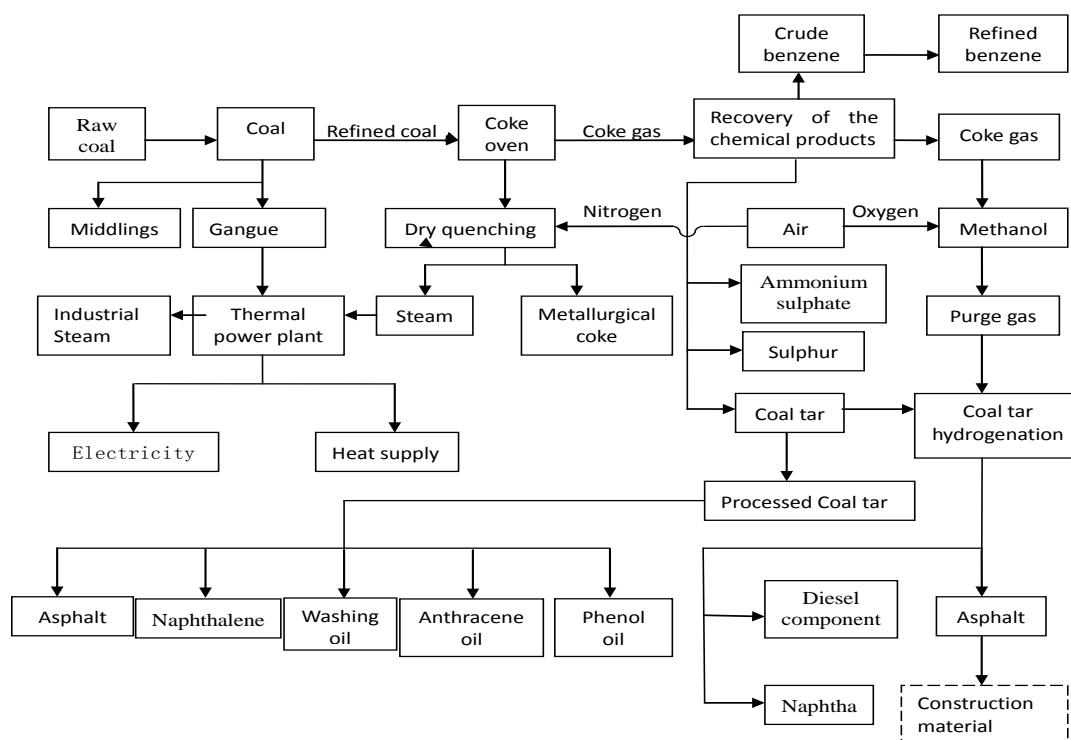 Crude
benzene
Refined
benzene
Raw
coal
Coal
Refined coal
Coke
oven
Coke gas
Recovery of the
chemical products
Coke gas
Middlings
Gangue
Dry quenching
Nitrogen
Air
Oxygen
Methanol
Industrial
Steam
Thermal
power plant
Steam
Metallurgical
coke
Ammonium
sulphate
Purge gas
Sulphur
Electricity
Heat supply
Coal tar
Coal tar
hydrogenation
Processed Coal tar
Asphalt
Naphthalene
Washing
oil
Anthracene
oil
Phenol
oil
Diesel
component
Asphalt
Naphtha
Construction
material